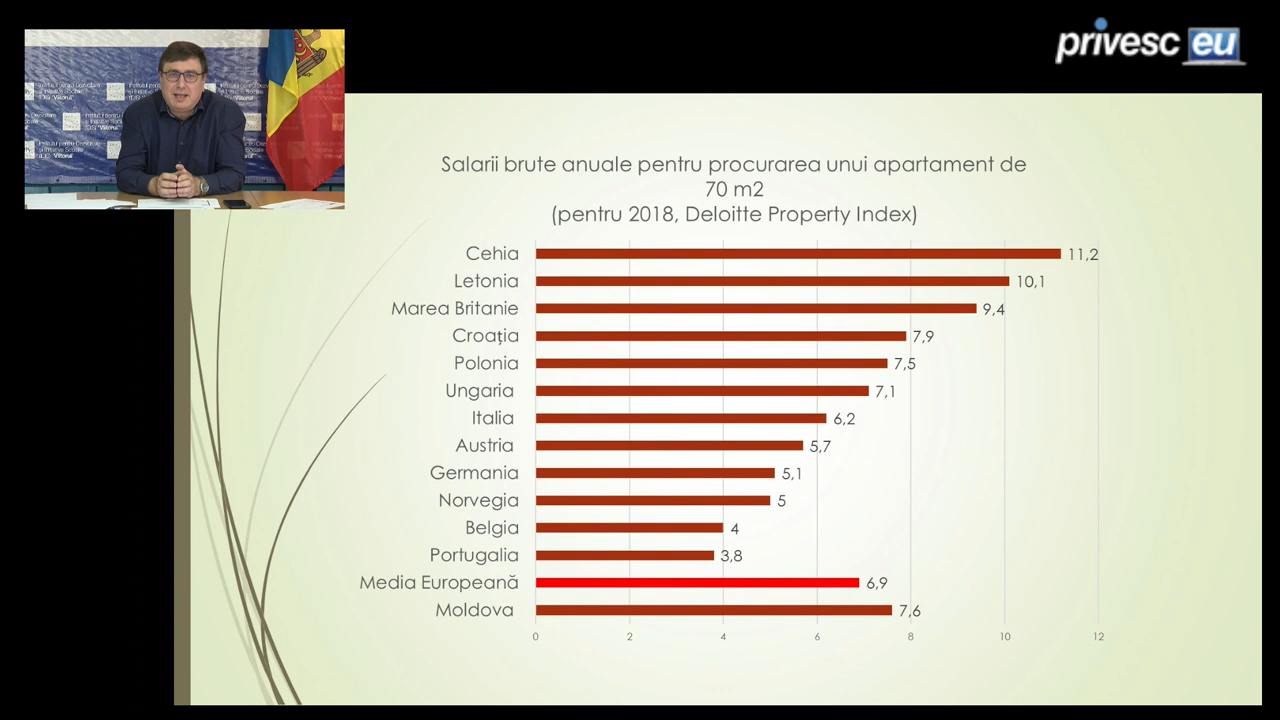 privesc eu
Salarii brute anuale pentru procurarea unui apartament de
70 m2
(pentru 2018, Deloitte Property Index)
Cehia 11,2
Letonia 10,1
Marea Britanie 9,4
Croația 7,9
Polonia 7,5
Ungaria 7,1
Italia 6,2
Austria 5,7
Germania 5,1
Norvegia 5
Belgia 4
Portugalia 3,8
Media Europeană 6,9
Moldova 7,6
0 2 4 6 8 10 12